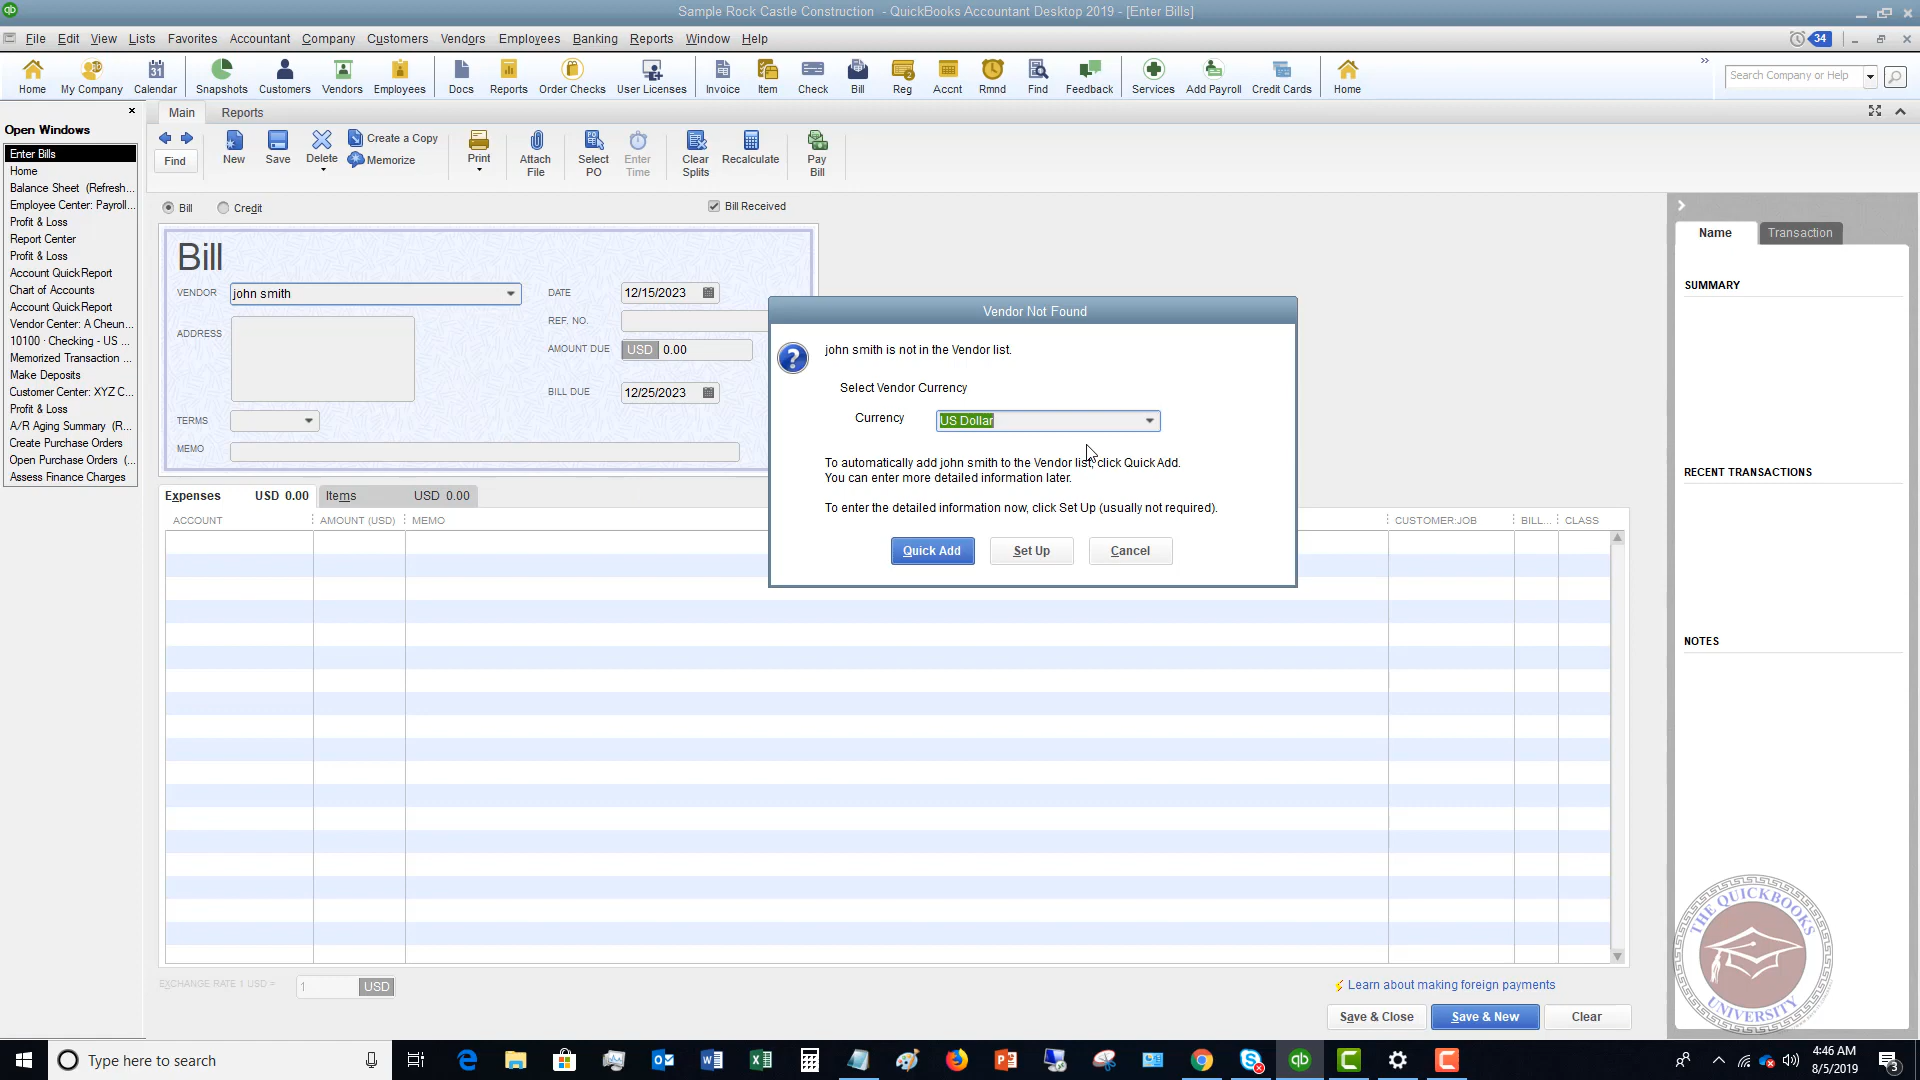 Sample Rock Castle Construction - QuickBooks Accountant Desktop 2019 - [Enter Bills]
File Edit View Lists Favorites Accountant Company Customers Vendors Employees Banking Reports Window Help
34
Home My Company Calendar Snapshots Customers Vendors Employees Docs Reports Order Checks User Licenses Invoice Item Check Bill Reg Accnt Rmnd Find Feedback Services Add Payroll Credit Cards Home
Search Company or Help
Open Windows
Enter Bills
Home
Balance Sheet (Refresh...
Employee Center: Payroll...
Profit & Loss
Report Center
Profit & Loss
Account QuickReport
Chart of Accounts
Account QuickReport
Vendor Center: A Cheun...
10100 · Checking - US ...
Memorized Transaction ...
Make Deposits
Customer Center: XYZ C...
Profit & Loss
A/R Aging Summary (R...
Create Purchase Orders
Open Purchase Orders (...
Assess Finance Charges
Main Reports
Find
New
Save
Delete
Create a Copy
Memorize
Print
Attach File
Select PO
Enter Time
Clear Splits
Recalculate
Pay Bill
Bill Credit
Bill Received
Bill
VENDOR john smith
DATE 12/15/2023
REF. NO.
ADDRESS
AMOUNT DUE USD 0.00
BILL DUE 12/25/2023
TERMS
MEMO
Expenses USD 0.00 Items USD 0.00
ACCOUNT AMOUNT (USD) MEMO CUSTOMER:JOB BILL... CLASS
Vendor Not Found
john smith is not in the Vendor list.
Select Vendor Currency
Currency US Dollar
To automatically add john smith to the Vendor list, click Quick Add.
You can enter more detailed information later.
To enter the detailed information now, click Set Up (usually not required).
Quick Add Set Up Cancel
Name Transaction
SUMMARY
RECENT TRANSACTIONS
NOTES
THE QUICKBOOKS UNIVERSITY
EXCHANGE RATE 1 USD = 1 USD
Learn about making foreign payments
Save & Close Save & New Clear
Type here to search
4:46 AM
8/5/2019
3